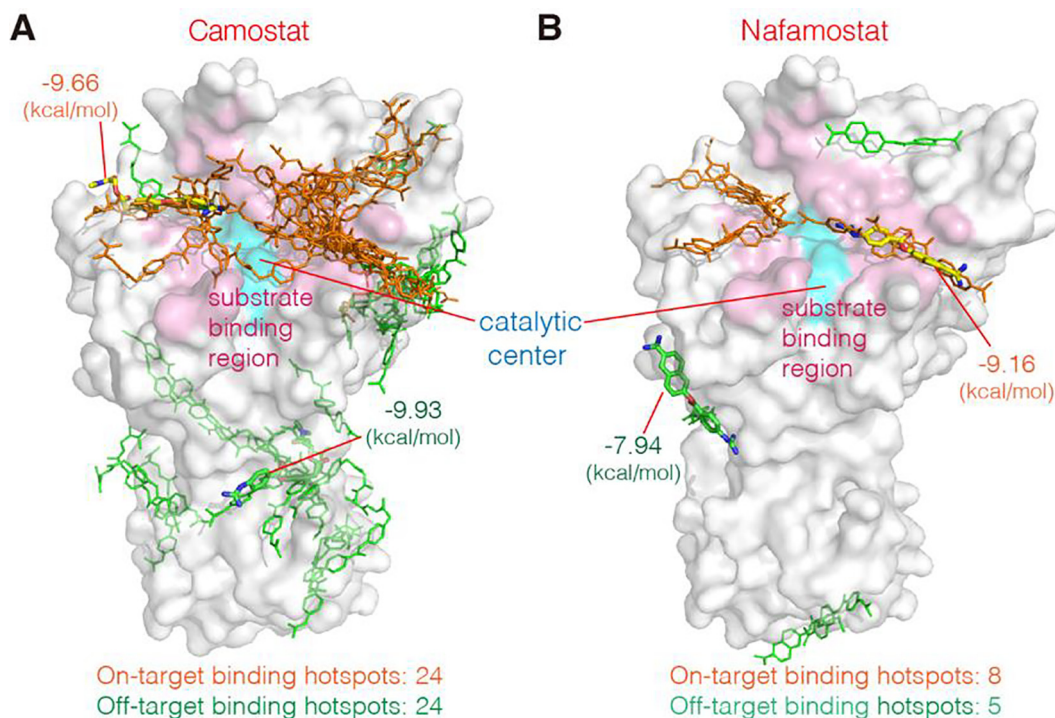 A
Camostat
-9.66
(kcal/mol)
substrate
binding
region
catalytic
center
-9.93
(kcal/mol)
On-target binding hotspots: 24
Off-target binding hotspots: 24
B
Nafamostat
substrate
binding
region
-9.16
(kcal/mol)
-7.94
(kcal/mol)
On-target binding hotspots: 8
Off-target binding hotspots: 5